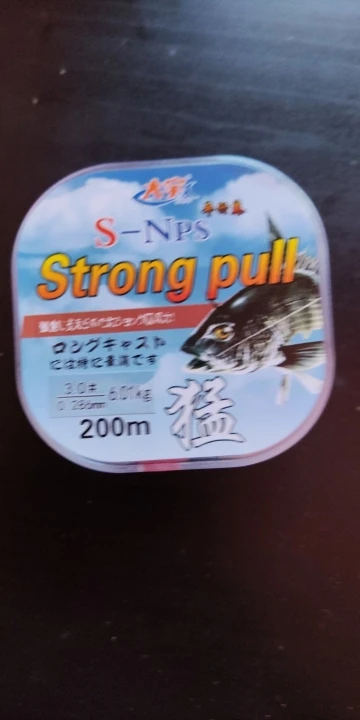 S-NPS
Strong pull
ロングキャスト
には特に最適です
3.0# 6.01kg
0.286mm
200m
猛